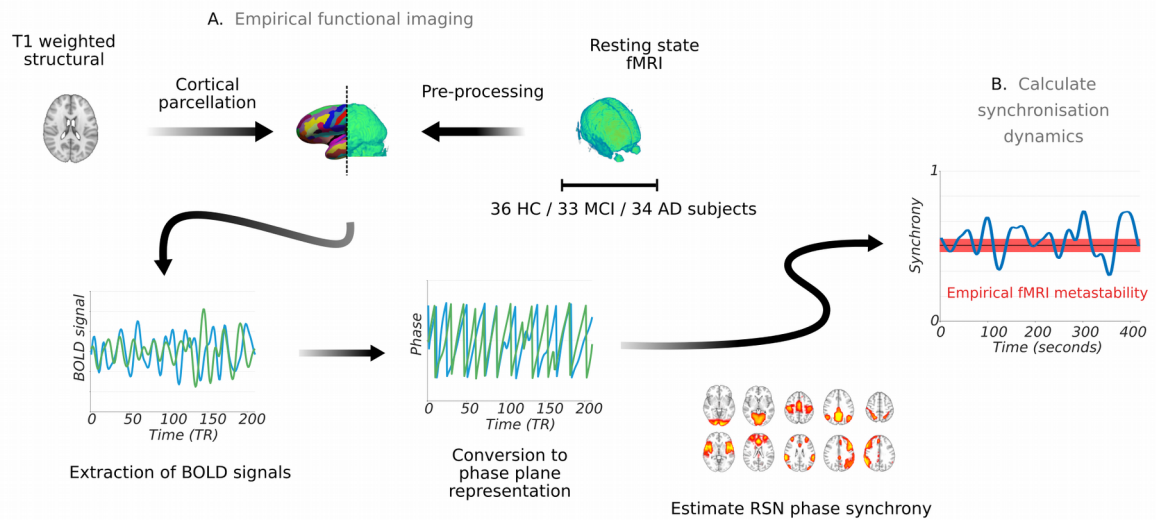 A. Empirical functional imaging
T1 weighted
structural
Cortical
parcellation
Pre-processing
Resting state
fMRI
36 HC / 33 MCI / 34 AD subjects
B. Calculate
synchronisation
dynamics
1
Synchrony
Empirical fMRI metastability
0
0 100 200 300 400
Time (seconds)
BOLD signal
0 50 100 150 200
Time (TR)
Extraction of BOLD signals
Phase
0 50 100 150 200
Time (TR)
Conversion to
phase plane
representation
Estimate RSN phase synchrony